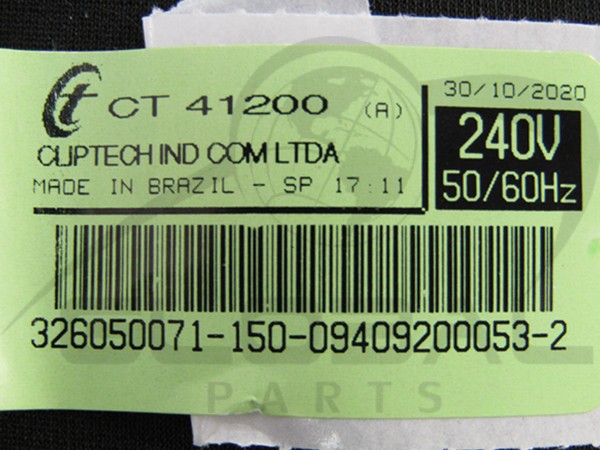 CT 41200 (A)
CLIPTECH IND COM LTDA
MADE IN BRAZIL - SP 17:11
30/10/2020
240V
50/60Hz
326050071-150-09409200053-2
GLOBAL
PARTS